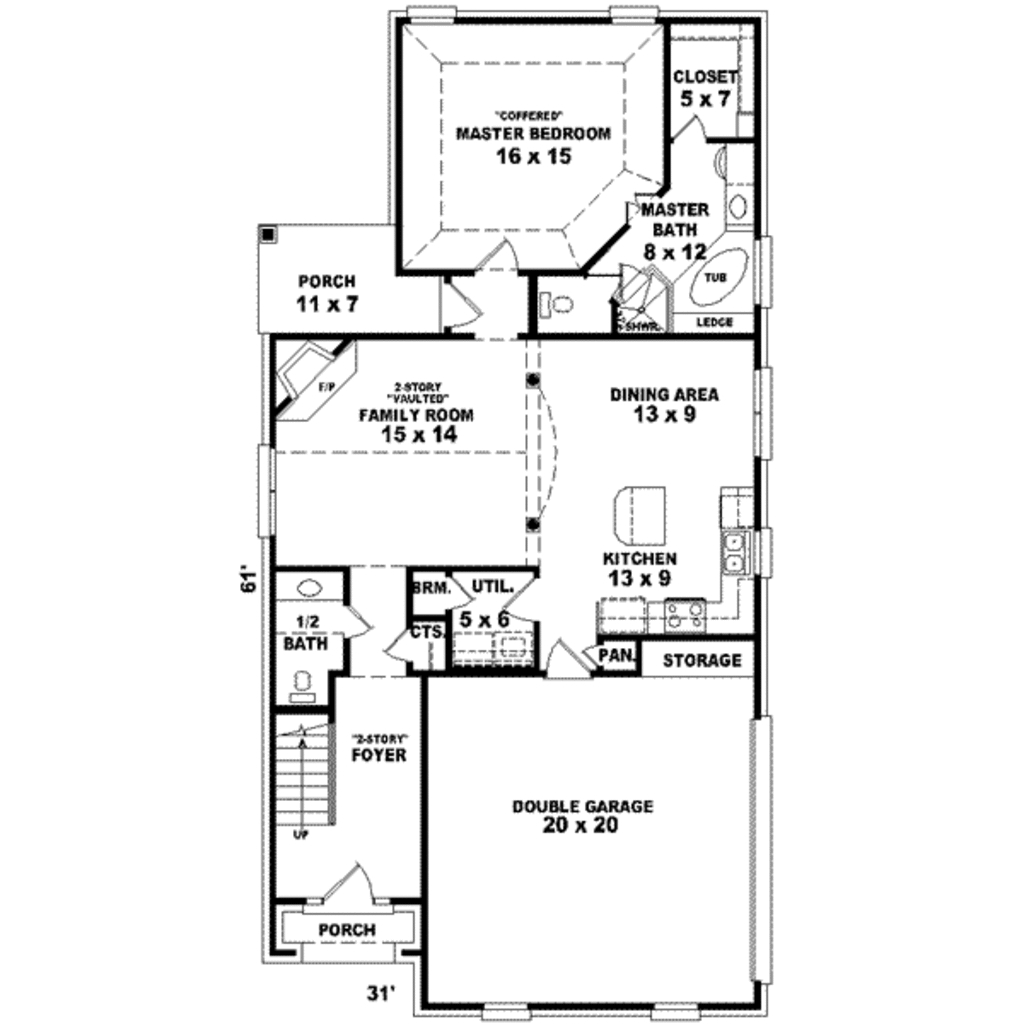 CLOSET
5 x 7
"COFFERED"
MASTER BEDROOM
16 x 15
MASTER
BATH
8 x 12
TUB
PORCH
11 x 7
SHWR.
LEDGE
F/P
2-STORY
"VAULTED"
FAMILY ROOM
15 x 14
DINING AREA
13 x 9
KITCHEN
13 x 9
61'
BRM.
UTIL.
5 x 6
1/2
BATH
CTS.
PAN.
STORAGE
"2-STORY"
FOYER
UP
DOUBLE GARAGE
20 x 20
PORCH
31'